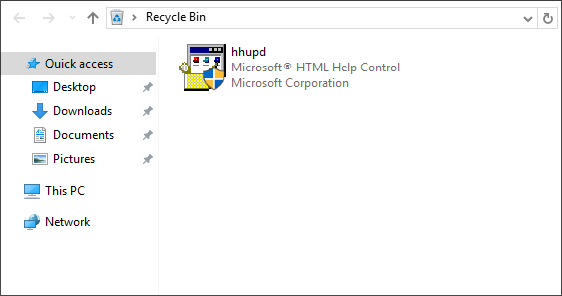 Recycle Bin
Quick access
Desktop
Downloads
Documents
Pictures
This PC
Network
hhupd
Microsoft® HTML Help Control
Microsoft Corporation